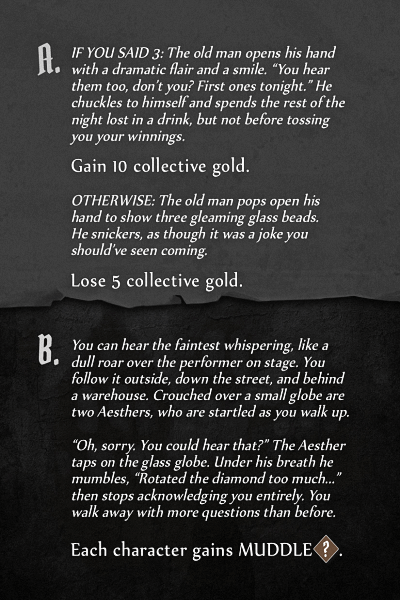 A. IF YOU SAID 3: The old man opens his hand
with a dramatic flair and a smile. “You hear
them too, don't you? First ones tonight.” He
chuckles to himself and spends the rest of the
night lost in a drink, but not before tossing
you your winnings.
Gain 10 collective gold.
OTHERWISE: The old man pops open his
hand to show three gleaming glass beads.
He snickers, as though it was a joke you
should've seen coming.
Lose 5 collective gold.
B. You can hear the faintest whispering, like a
dull roar over the performer on stage. You
follow it outside, down the street, and behind
a warehouse. Crouched over a small globe are
two Aesthers, who are startled as you walk up.
“Oh, sorry. You could hear that?” The Aesther
taps on the glass globe. Under his breath he
mumbles, “Rotated the diamond too much...”
then stops acknowledging you entirely. You
walk away with more questions than before.
Each character gains MUDDLE ?.